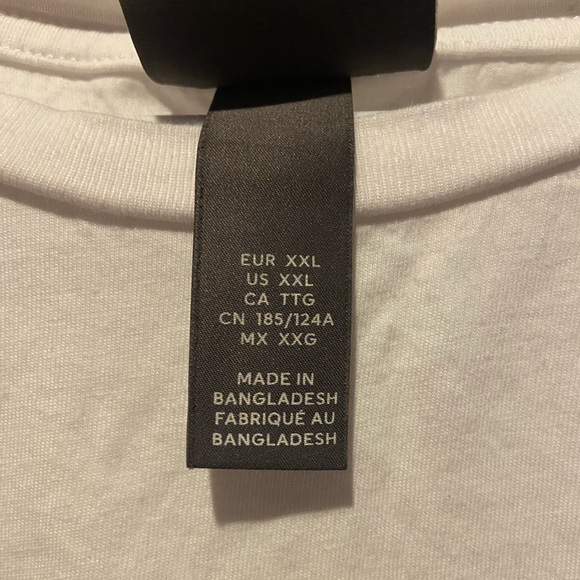 EUR XXL
US XXL
CA TTG
CN 185/124A
MX XXG
MADE IN
BANGLADESH
FABRIQUÉ AU
BANGLADESH